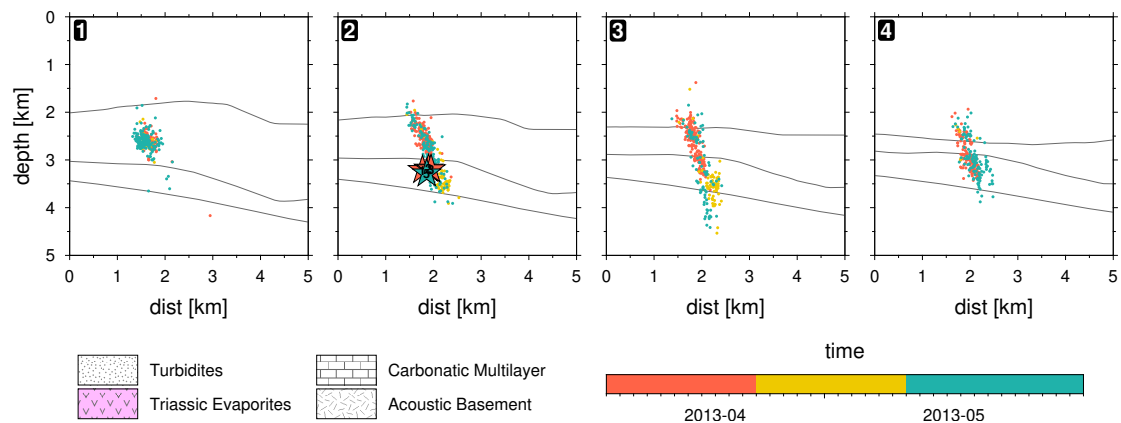 1 2 3 4
0
1
2
3
4
5
depth [km]
0 1 2 3 4 5 0 1 2 3 4 5 0 1 2 3 4 5 0 1 2 3 4 5
dist [km] dist [km] dist [km] dist [km]
time
Turbidites Carbonatic Multilayer
Triassic Evaporites Acoustic Basement
2013-04 2013-05